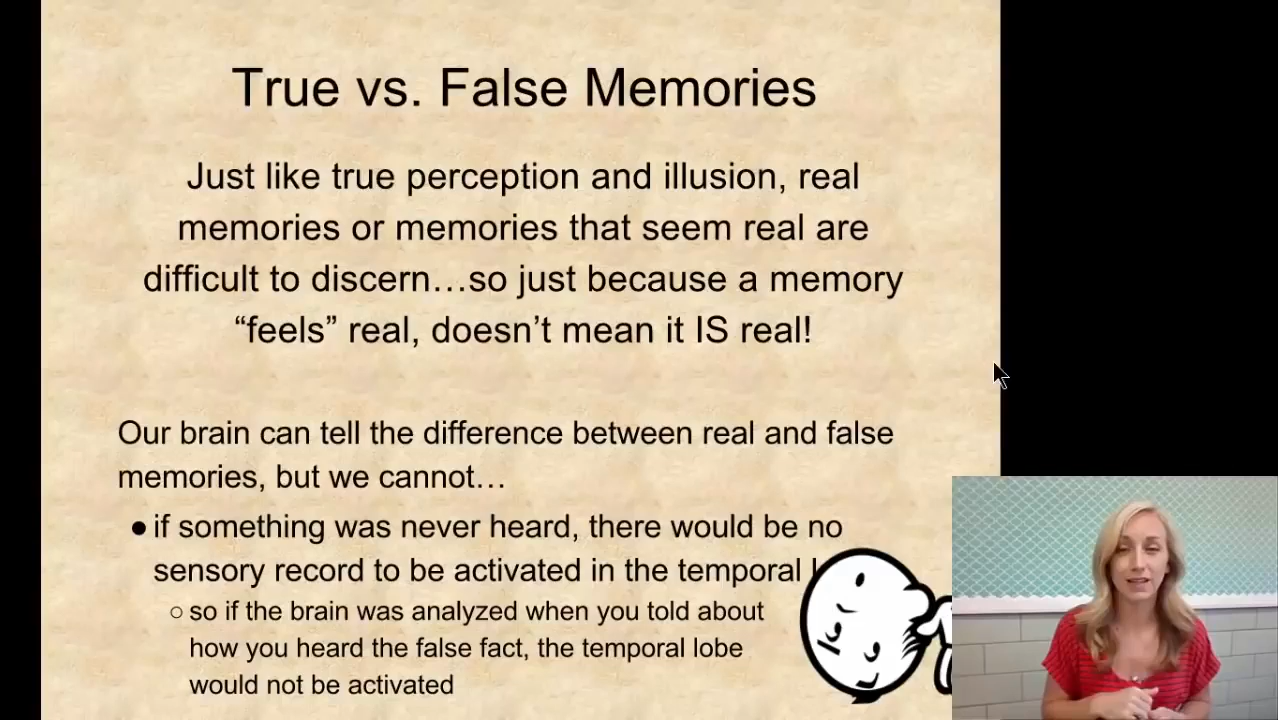 True vs. False Memories
Just like true perception and illusion, real
memories or memories that seem real are
difficult to discern…so just because a memory
“feels” real, doesn’t mean it IS real!
Our brain can tell the difference between real and false
memories, but we cannot…
● if something was never heard, there would be no
sensory record to be activated in the temporal
○ so if the brain was analyzed when you told about
how you heard the false fact, the temporal lobe
would not be activated